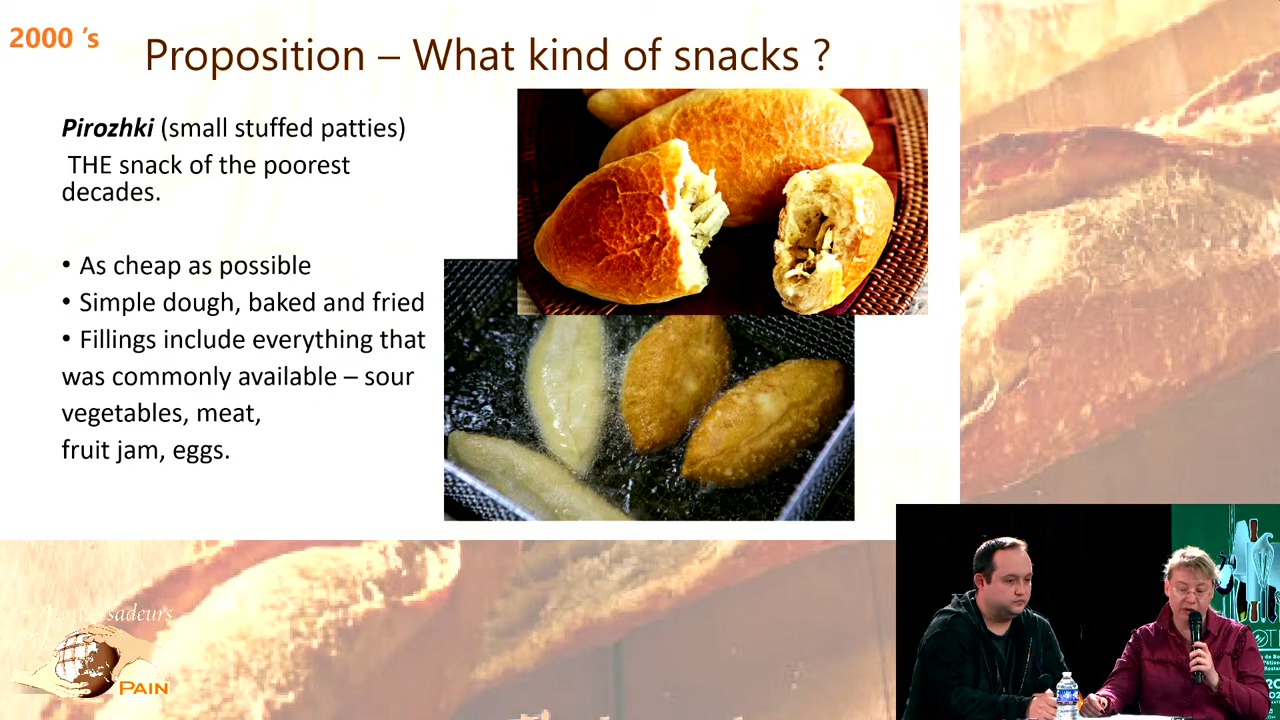 2000 ’s
Proposition – What kind of snacks ?
Pirozhki (small stuffed patties)
THE snack of the poorest
decades.
• As cheap as possible
• Simple dough, baked and fried
• Fillings include everything that
was commonly available – sour
vegetables, meat,
fruit jam, eggs.
Ambassadeurs
PAIN